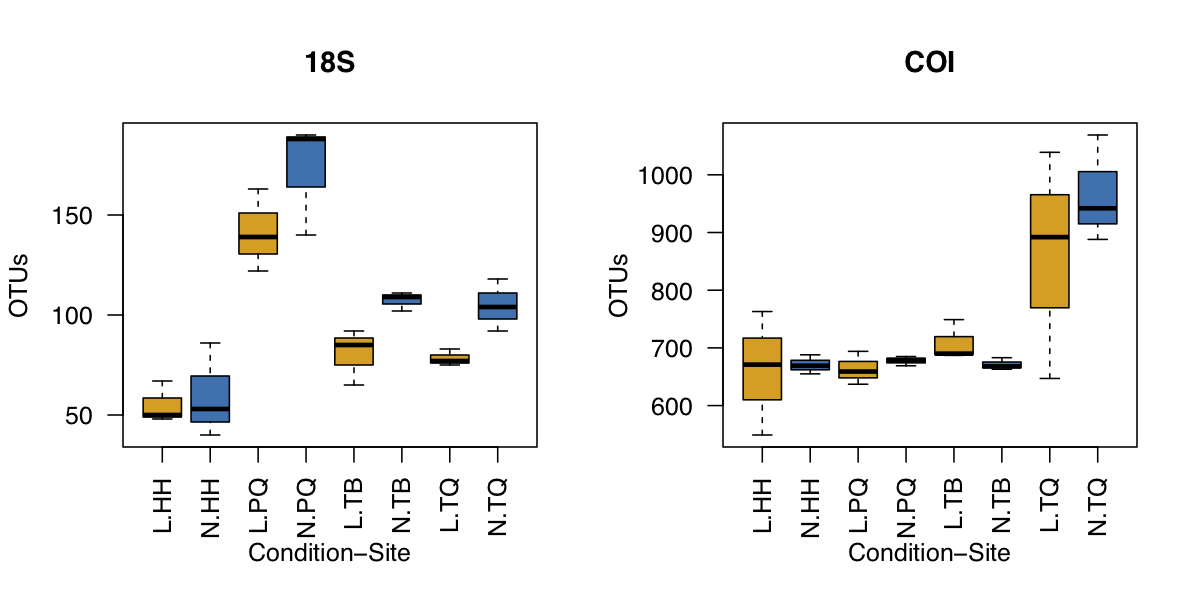 18S
OTUs
150
100
50
L.HH
N.HH
L.PQ
N.PQ
L.TB
N.TB
L.TQ
N.TQ
Condition–Site
COI
OTUs
1000
900
800
700
600
L.HH
N.HH
L.PQ
N.PQ
L.TB
N.TB
L.TQ
N.TQ
Condition–Site